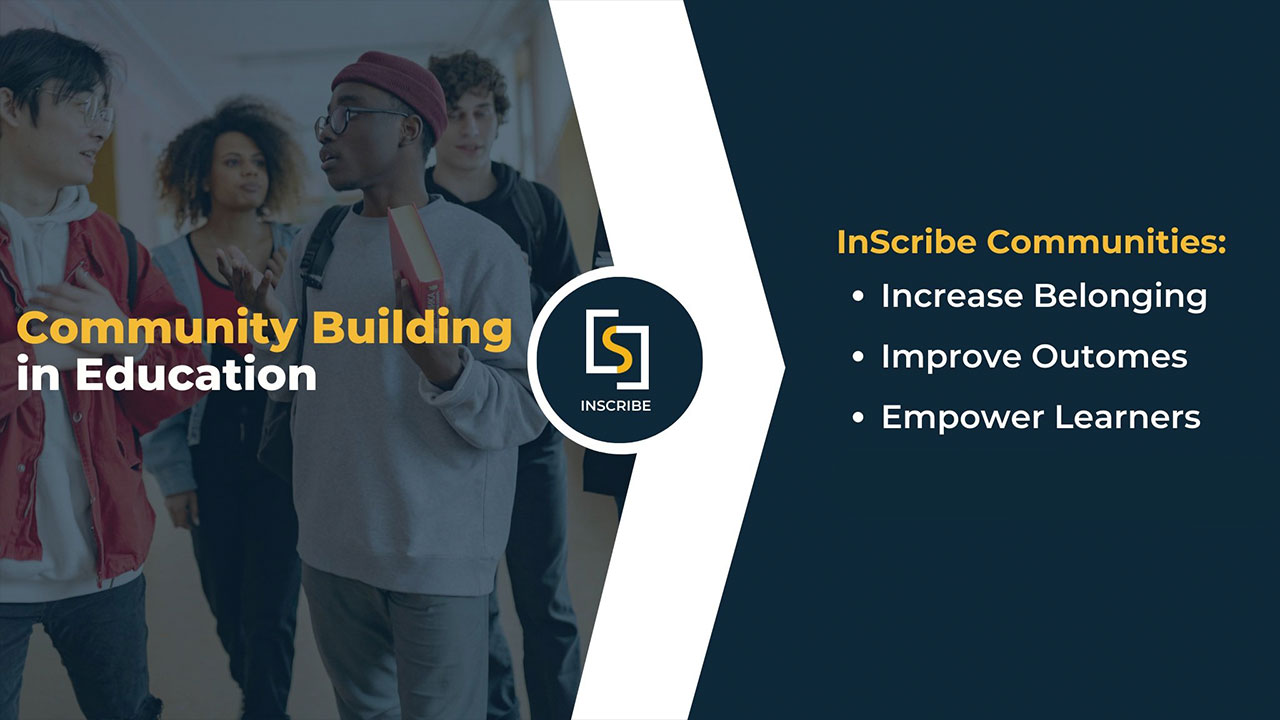 Community Building
in Education
INSCRIBE
InScribe Communities:
• Increase Belonging
• Improve Outomes
• Empower Learners